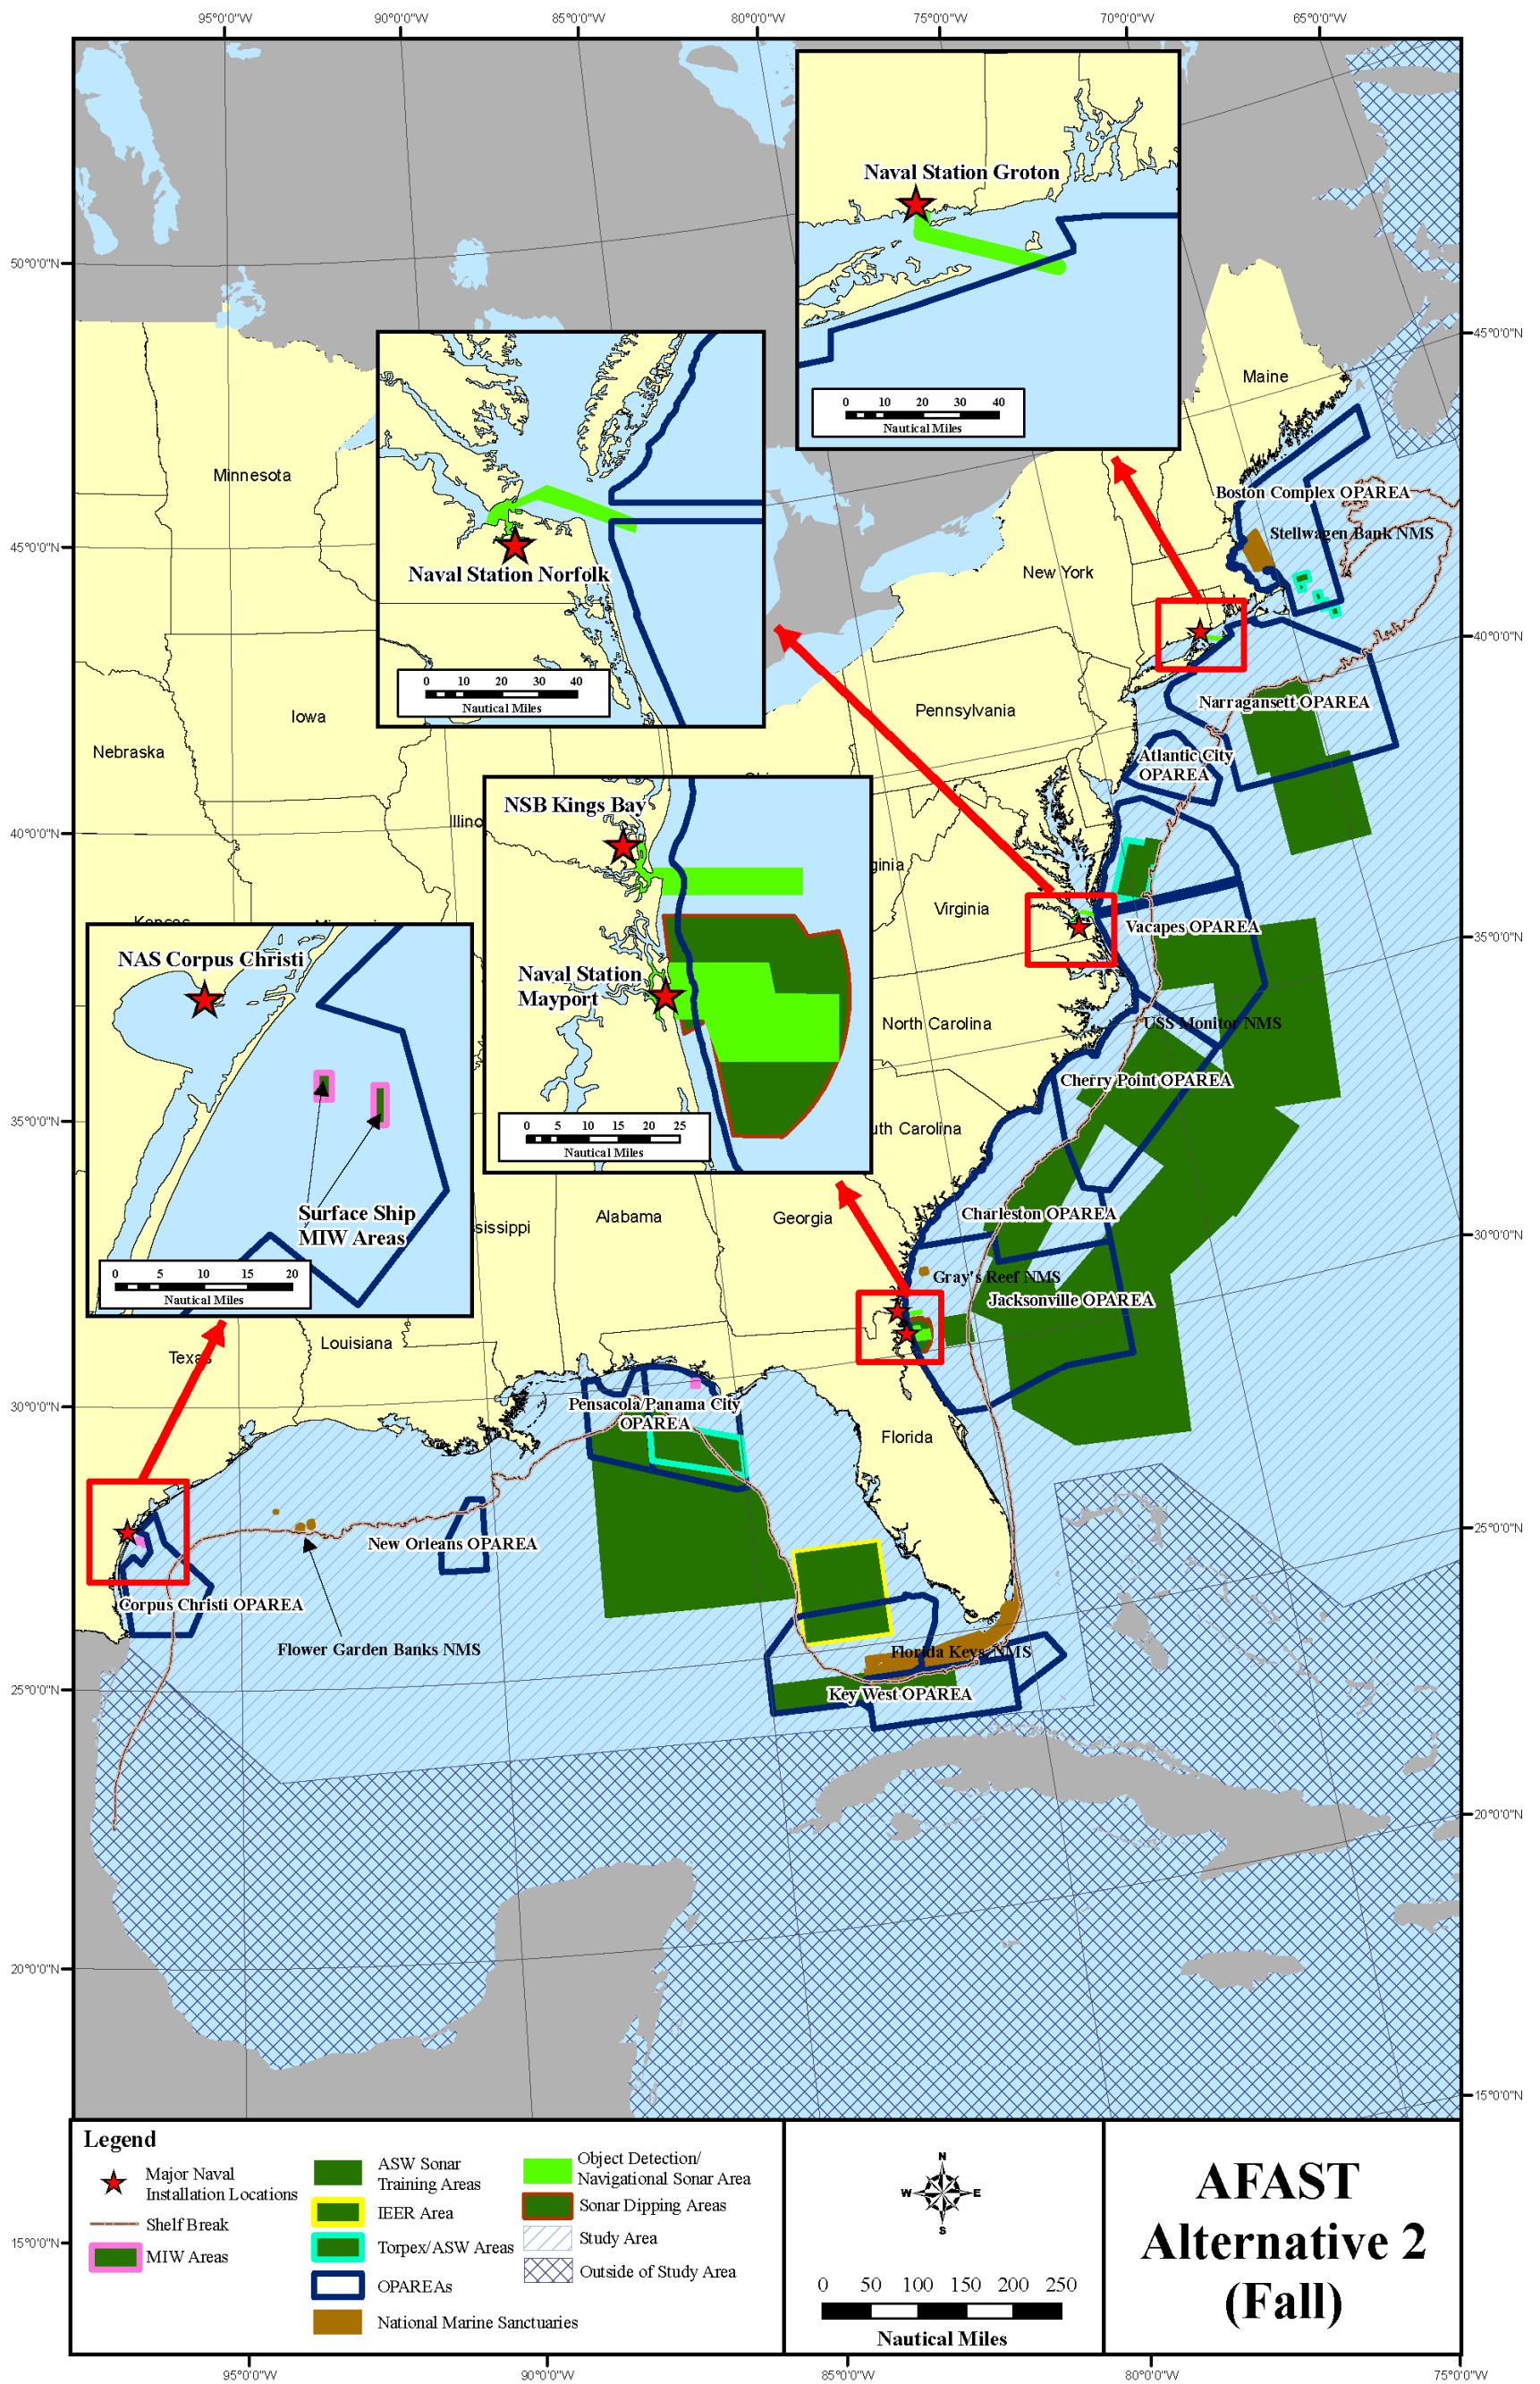 95°0'0"W
90°0'0"W
85°0'0"W
80°0'0"W
75°0'0"W
70°0'0"W
65°0'0"W
Naval Station Groton
0 10 20 30 40
Nautical Miles
50°0'0"N
45°0'0"N
Maine
Minnesota
Boston Complex OPAREA
Stellwagen Bank NMS
45°0'0"N
New York
Naval Station Norfolk
0 10 20 30 40
Nautical Miles
40°0'0"N
Iowa
Pennsylvania
Narragansett OPAREA
Nebraska
Atlantic City
OPAREA
NSB Kings Bay
40°0'0"N
Illino
ginia
Virginia
Vacapes OPAREA
35°0'0"N
NAS Corpus Christi
Naval Station
Mayport
North Carolina
USS Monitor NMS
Cherry Point OPAREA
35°0'0"N
uth Carolina
0 5 10 15 20 25
Nautical Miles
Surface Ship
MIW Areas
ssissippi
Alabama
Georgia
Charleston OPAREA
30°0'0"N
0 5 10 15 20
Nautical Miles
Gray's Reef NMS
Jacksonville OPAREA
Texas
Louisiana
30°0'0"N
Pensacola/Panama City
OPAREA
Florida
25°0'0"N
New Orleans OPAREA
Corpus Christi OPAREA
Flower Garden Banks NMS
Florida Keys NMS
25°0'0"N
Key West OPAREA
20°0'0"N
20°0'0"N
15°0'0"N
15°0'0"N
Legend
Major Naval
Installation Locations
Shelf Break
MIW Areas
ASW Sonar
Training Areas
IEER Area
Torpex/ASW Areas
OPAREAs
National Marine Sanctuaries
Object Detection/
Navigational Sonar Area
Sonar Dipping Areas
Study Area
Outside of Study Area
N
W E
S
0 50 100 150 200 250
Nautical Miles
AFAST
Alternative 2
(Fall)
95°0'0"W
90°0'0"W
85°0'0"W
80°0'0"W
75°0'0"W